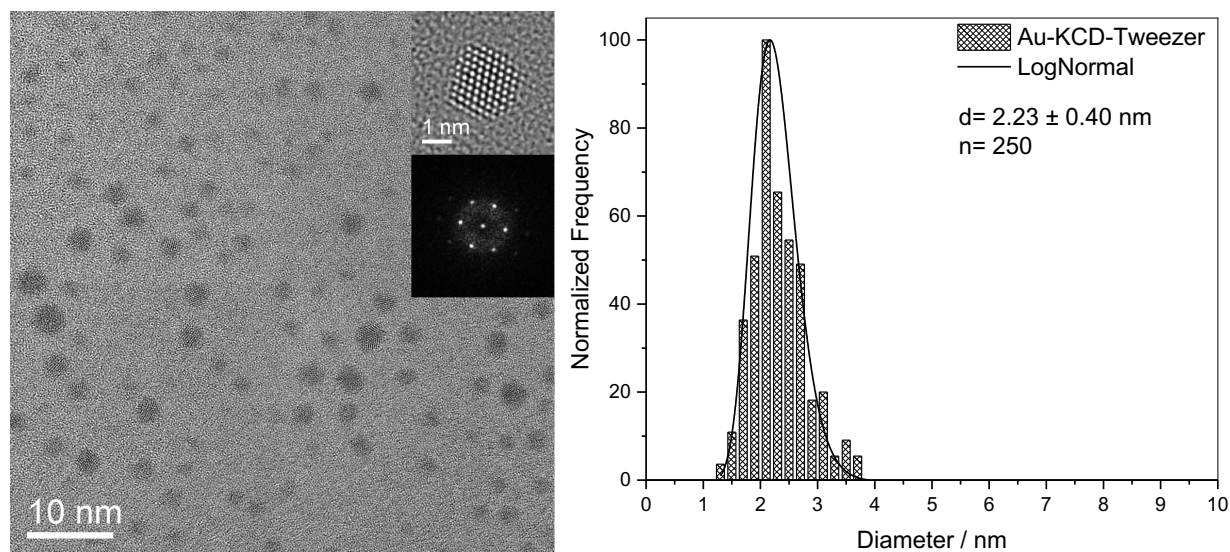 1 nm
10 nm
Au-KCD-Tweezer
LogNormal
d= 2.23 ± 0.40 nm
n= 250
Normalized Frequency
100
80
60
40
20
0
0 1 2 3 4 5 6 7 8 9 10
Diameter / nm